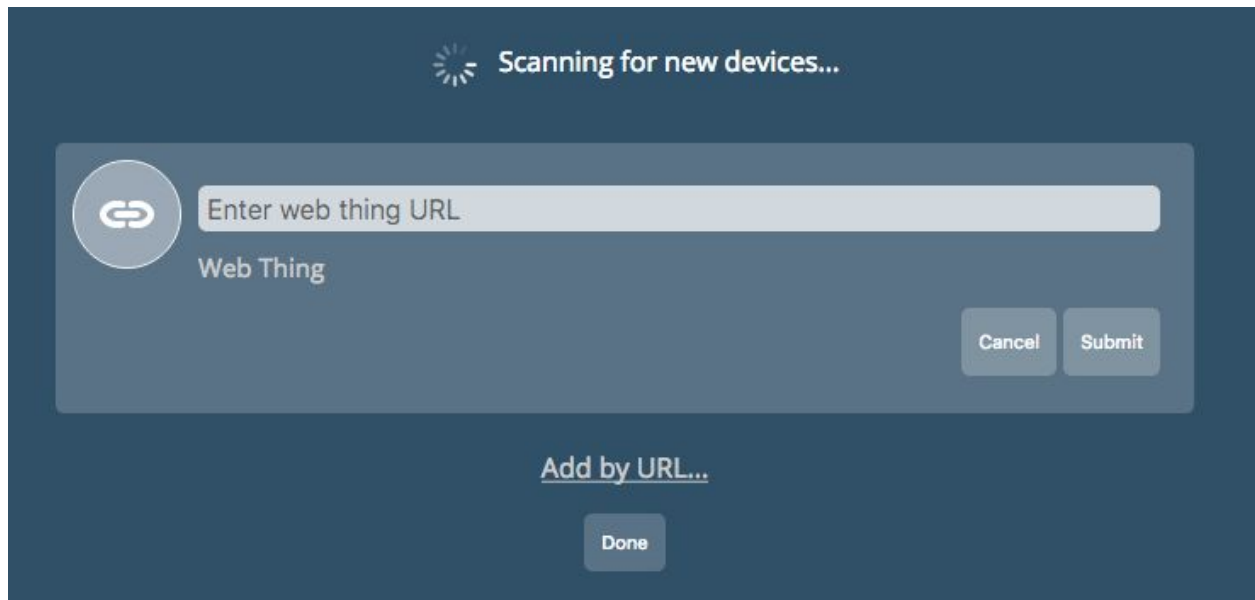 Scanning for new devices...
Enter web thing URL
Web Thing
Cancel Submit
Add by URL...
Done